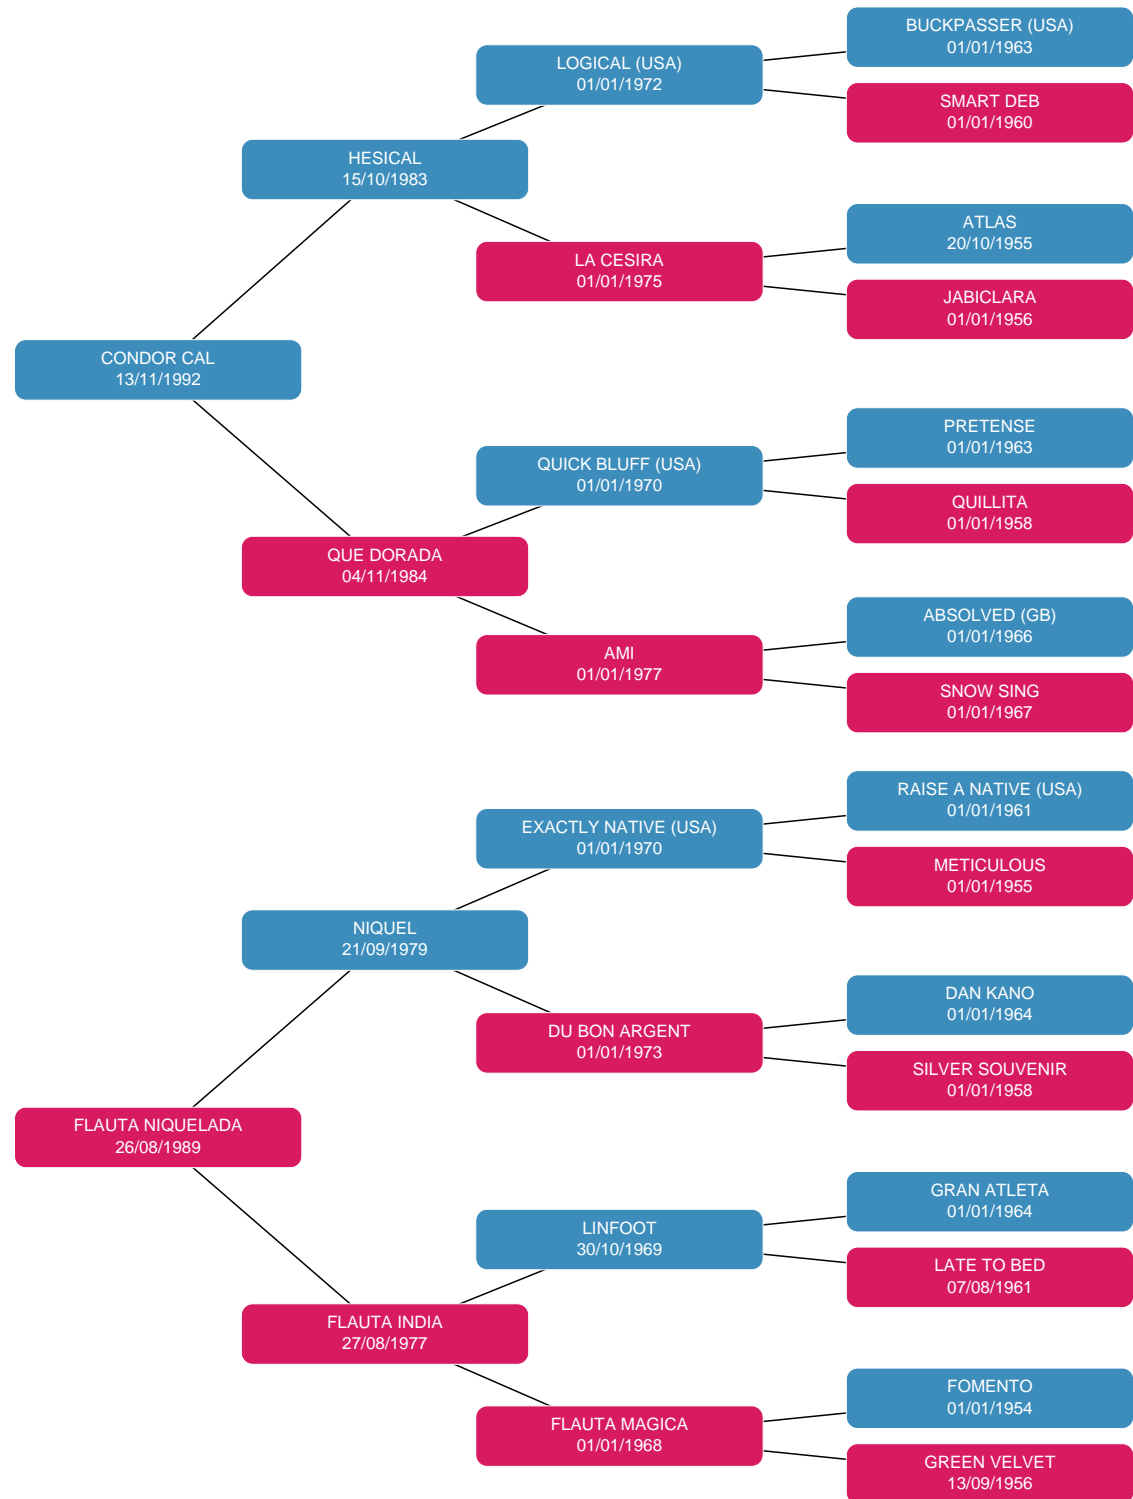 BUCKPASSER (USA)
01/01/1963
LOGICAL (USA)
01/01/1972
SMART DEB
01/01/1960
HESICAL
15/10/1983
ATLAS
20/10/1955
LA CESIRA
01/01/1975
JABICLARA
01/01/1956
CONDOR CAL
13/11/1992
PRETENSE
01/01/1963
QUICK BLUFF (USA)
01/01/1970
QUILLITA
01/01/1958
QUE DORADA
04/11/1984
ABSOLVED (GB)
01/01/1966
AMI
01/01/1977
SNOW SING
01/01/1967
RAISE A NATIVE (USA)
01/01/1961
EXACTLY NATIVE (USA)
01/01/1970
METICULOUS
01/01/1955
NIQUEL
21/09/1979
DAN KANO
01/01/1964
DU BON ARGENT
01/01/1973
SILVER SOUVENIR
01/01/1958
FLAUTA NIQUELADA
26/08/1989
GRAN ATLETA
01/01/1964
LINFOOT
30/10/1969
LATE TO BED
07/08/1961
FLAUTA INDIA
27/08/1977
FOMENTO
01/01/1954
FLAUTA MAGICA
01/01/1968
GREEN VELVET
13/09/1956